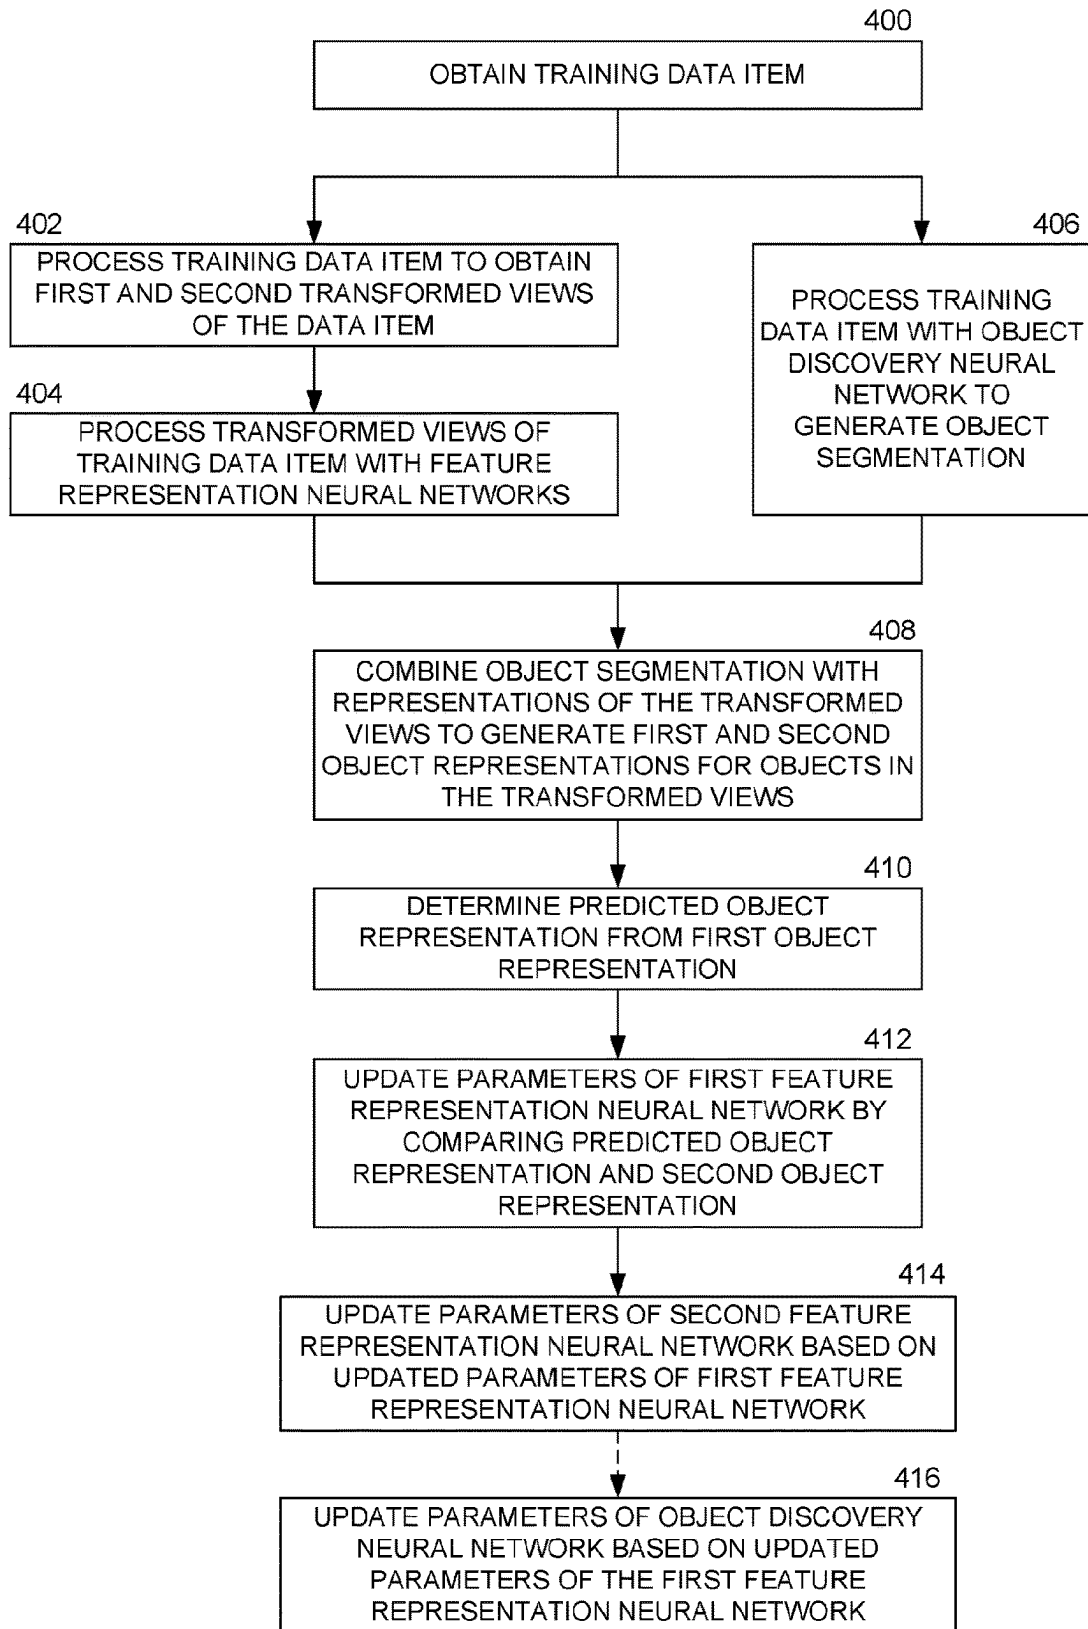 400
OBTAIN TRAINING DATA ITEM
402
PROCESS TRAINING DATA ITEM TO OBTAIN
FIRST AND SECOND TRANSFORMED VIEWS
OF THE DATA ITEM
404
PROCESS TRANSFORMED VIEWS OF
TRAINING DATA ITEM WITH FEATURE
REPRESENTATION NEURAL NETWORKS
406
PROCESS TRAINING
DATA ITEM WITH OBJECT
DISCOVERY NEURAL
NETWORK TO
GENERATE OBJECT
SEGMENTATION
408
COMBINE OBJECT SEGMENTATION WITH
REPRESENTATIONS OF THE TRANSFORMED
VIEWS TO GENERATE FIRST AND SECOND
OBJECT REPRESENTATIONS FOR OBJECTS IN
THE TRANSFORMED VIEWS
410
DETERMINE PREDICTED OBJECT
REPRESENTATION FROM FIRST OBJECT
REPRESENTATION
412
UPDATE PARAMETERS OF FIRST FEATURE
REPRESENTATION NEURAL NETWORK BY
COMPARING PREDICTED OBJECT
REPRESENTATION AND SECOND OBJECT
REPRESENTATION
414
UPDATE PARAMETERS OF SECOND FEATURE
REPRESENTATION NEURAL NETWORK BASED ON
UPDATED PARAMETERS OF FIRST FEATURE
REPRESENTATION NEURAL NETWORK
416
UPDATE PARAMETERS OF OBJECT DISCOVERY
NEURAL NETWORK BASED ON UPDATED
PARAMETERS OF THE FIRST FEATURE
REPRESENTATION NEURAL NETWORK